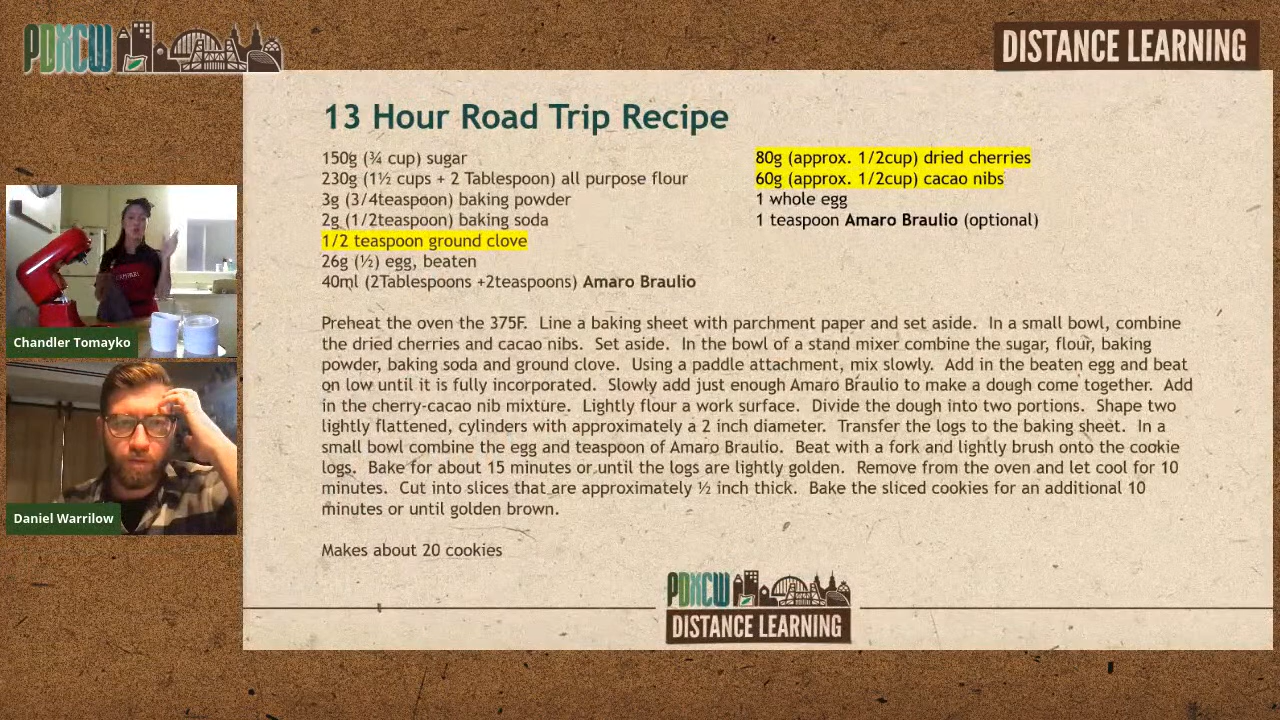 PDXCW
DISTANCE LEARNING
13 Hour Road Trip Recipe
150g (¾ cup) sugar
230g (1½ cups + 2 Tablespoon) all purpose flour
3g (3/4teaspoon) baking powder
2g (1/2teaspoon) baking soda
1/2 teaspoon ground clove
26g (½) egg, beaten
40ml (2Tablespoons +2teaspoons) Amaro Braulio
80g (approx. 1/2cup) dried cherries
60g (approx. 1/2cup) cacao nibs
1 whole egg
1 teaspoon Amaro Braulio (optional)
Preheat the oven the 375F. Line a baking sheet with parchment paper and set aside. In a small bowl, combine
the dried cherries and cacao nibs. Set aside. In the bowl of a stand mixer combine the sugar, flour, baking
powder, baking soda and ground clove. Using a paddle attachment, mix slowly. Add in the beaten egg and beat
on low until it is fully incorporated. Slowly add just enough Amaro Braulio to make a dough come together. Add
in the cherry-cacao nib mixture. Lightly flour a work surface. Divide the dough into two portions. Shape two
lightly flattened, cylinders with approximately a 2 inch diameter. Transfer the logs to the baking sheet. In a
small bowl combine the egg and teaspoon of Amaro Braulio. Beat with a fork and lightly brush onto the cookie
logs. Bake for about 15 minutes or until the logs are lightly golden. Remove from the oven and let cool for 10
minutes. Cut into slices that are approximately ½ inch thick. Bake the sliced cookies for an additional 10
minutes or until golden brown.
Makes about 20 cookies
CAMPARI
Chandler Tomayko
Daniel Warrilow
PDXCW
DISTANCE LEARNING